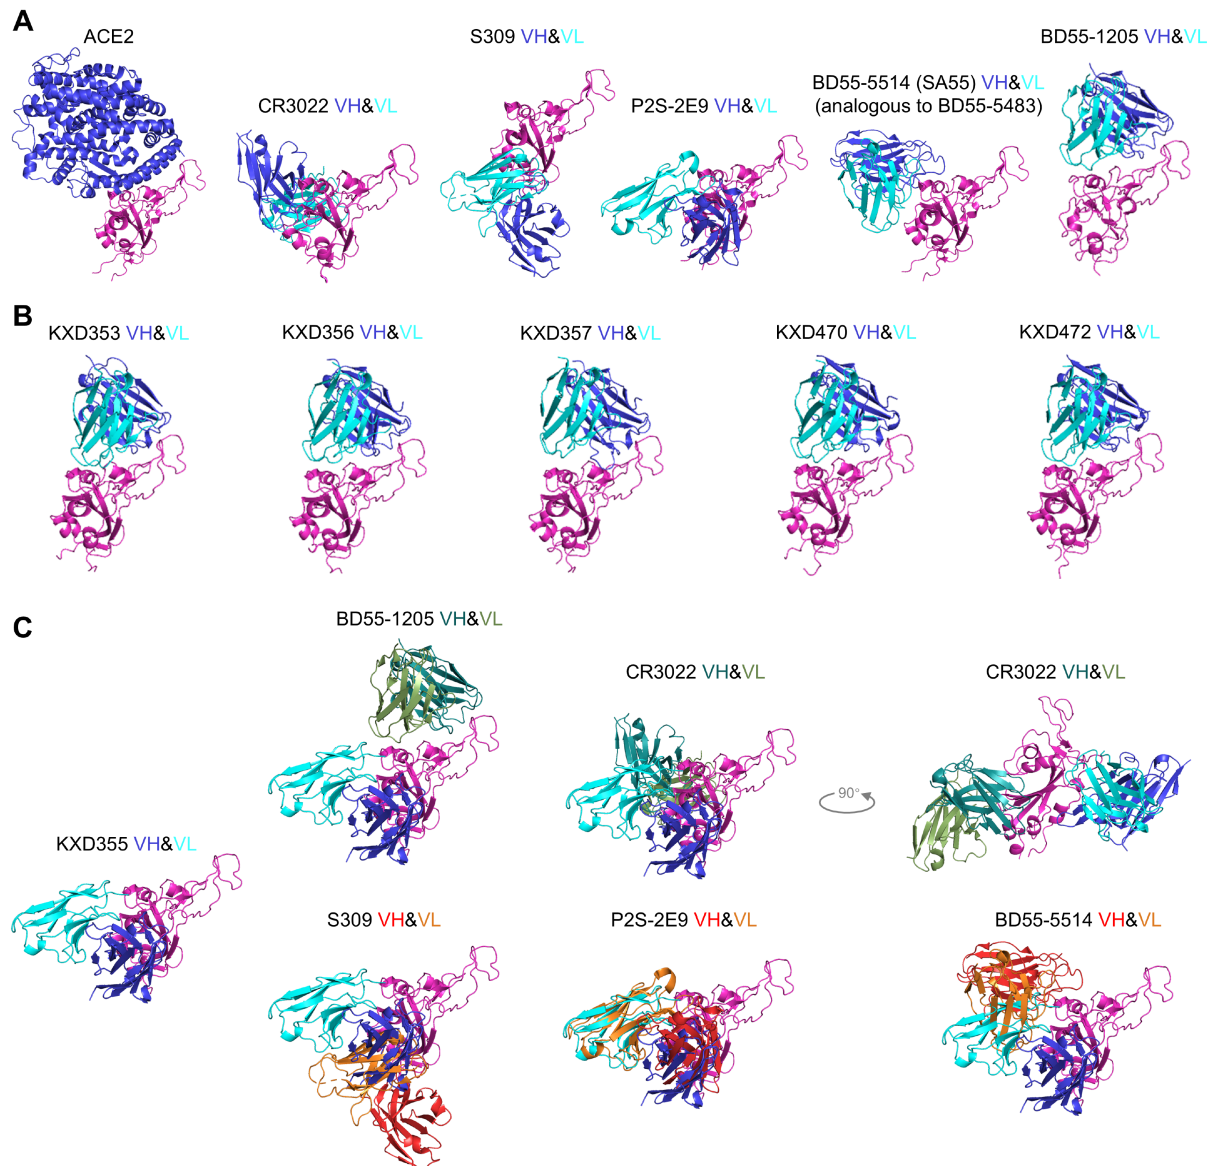 A
ACE2
CR3022 VH&VL
S309 VH&VL
P2S-2E9 VH&VL
BD55-5514 (SA55) VH&VL
(analogous to BD55-5483)
BD55-1205 VH&VL
B
KXD353 VH&VL
KXD356 VH&VL
KXD357 VH&VL
KXD470 VH&VL
KXD472 VH&VL
C
KXD355 VH&VL
BD55-1205 VH&VL
CR3022 VH&VL
90°
CR3022 VH&VL
S309 VH&VL
P2S-2E9 VH&VL
BD55-5514 VH&VL